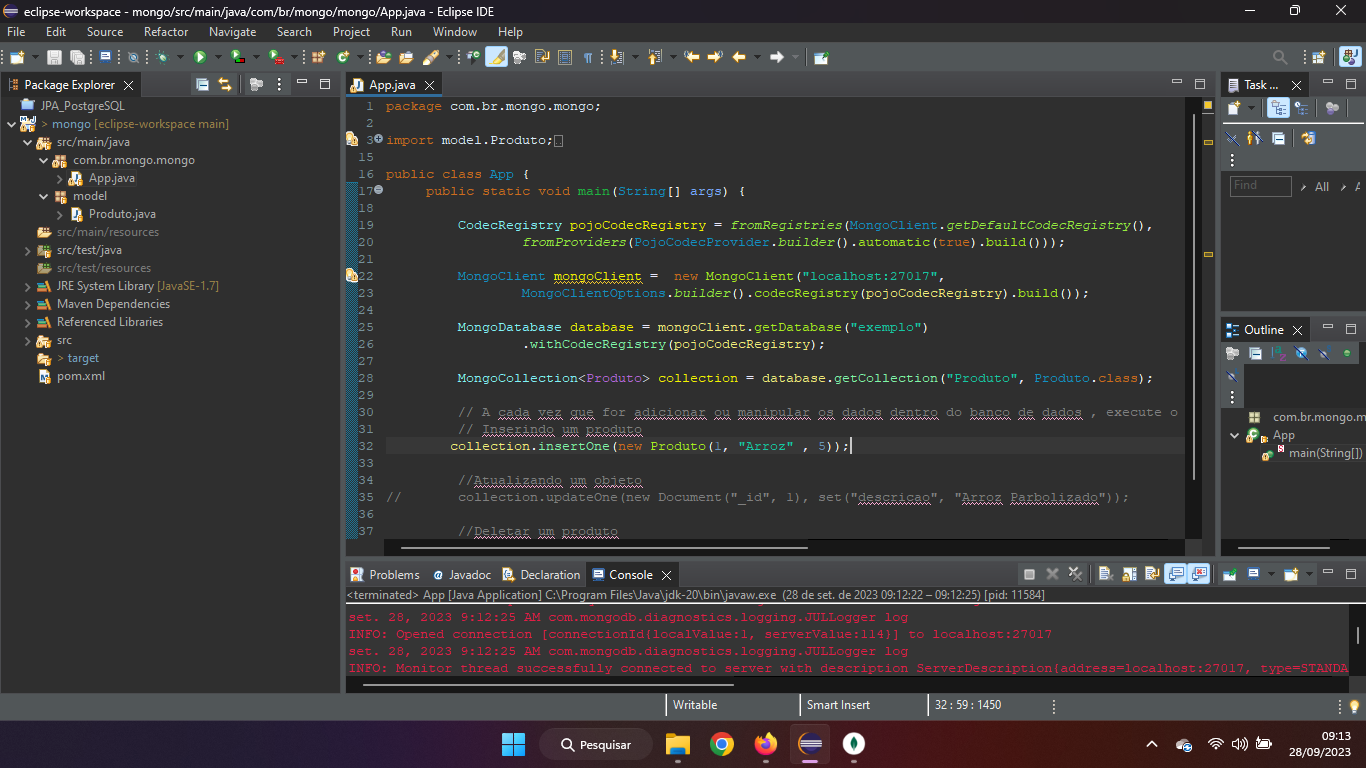 eclipse-workspace - mongo/src/main/java/com/br/mongo/mongo/App.java - Eclipse IDE
File Edit Source Refactor Navigate Search Project Run Window Help
Package Explorer
JPA_PostgreSQL
> mongo [eclipse-workspace main]
src/main/java
com.br.mongo.mongo
App.java
model
Produto.java
src/main/resources
src/test/java
src/test/resources
JRE System Library [JavaSE-1.7]
Maven Dependencies
Referenced Libraries
src
> target
pom.xml
App.java
1 package com.br.mongo.mongo;
2
3 import model.Produto;
15
16 public class App {
17 public static void main(String[] args) {
18
19 CodecRegistry pojoCodecRegistry = fromRegistries(MongoClient.getDefaultCodecRegistry(),
20 fromProviders(PojoCodecProvider.builder().automatic(true).build()));
21
22 MongoClient mongoClient = new MongoClient("localhost:27017",
23 MongoClientOptions.builder().codecRegistry(pojoCodecRegistry).build());
24
25 MongoDatabase database = mongoClient.getDatabase("exemplo")
26 .withCodecRegistry(pojoCodecRegistry);
27
28 MongoCollection<Produto> collection = database.getCollection("Produto", Produto.class);
29
30 // A cada vez que for adicionar ou manipular os dados dentro do banco de dados , execute o
31 // Inserindo um produto
32 collection.insertOne(new Produto(1, "Arroz" , 5));
33
34 //Atualizando um objeto
35 // collection.updateOne(new Document("_id", 1), set("descricao", "Arroz Parbolizado"));
36
37 //Deletar um produto
Task ...
Find All
Outline
com.br.mongo.m
App
main(String[])
Problems Javadoc Declaration Console
<terminated> App [Java Application] C:\Program Files\Java\jdk-20\bin\javaw.exe (28 de set. de 2023 09:12:22 – 09:12:25) [pid: 11584]
set. 28, 2023 9:12:25 AM com.mongodb.diagnostics.logging.JULLogger log
INFO: Opened connection [connectionId{localValue:1, serverValue:114}] to localhost:27017
set. 28, 2023 9:12:25 AM com.mongodb.diagnostics.logging.JULLogger log
INFO: Monitor thread successfully connected to server with description ServerDescription{address=localhost:27017, type=STANDA
Writable Smart Insert 32 : 59 : 1450
Pesquisar
09:13
28/09/2023